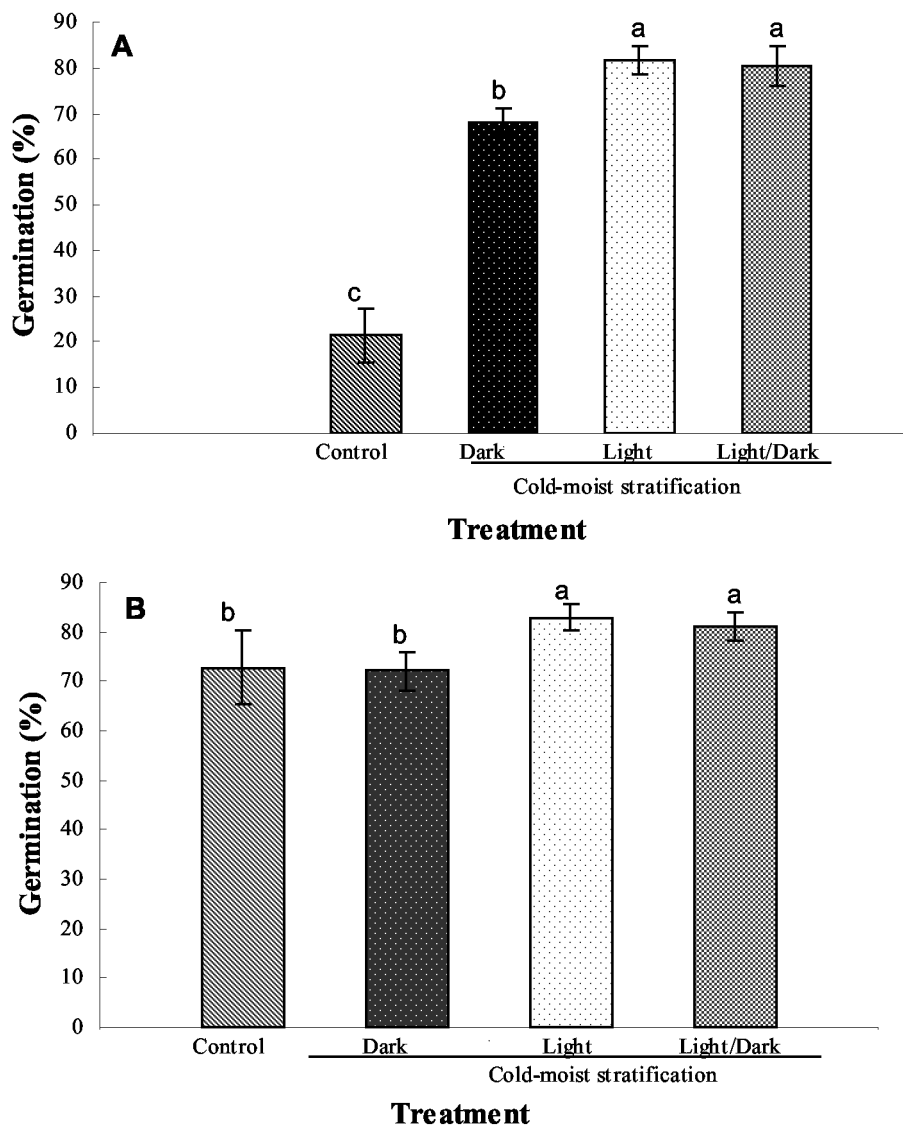 A
Germination (%)
90
80
70
60
50
40
30
20
10
0
c
b
a
a
Control Dark Light Light/Dark
Cold-moist stratification
Treatment
B
Germination (%)
90
80
70
60
50
40
30
20
10
0
b
b
a
a
Control Dark Light Light/Dark
Cold-moist stratification
Treatment